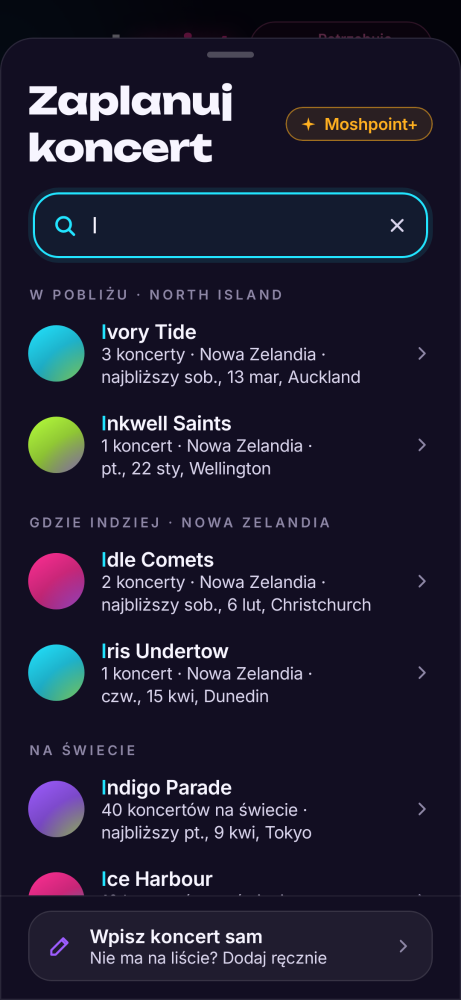 Zaplanuj
koncert
Moshpoint+
I
W POBLIŻU · NORTH ISLAND
Ivory Tide
3 koncerty · Nowa Zelandia ·
najbliższy sob., 13 mar, Auckland
Inkwell Saints
1 koncert · Nowa Zelandia ·
pt., 22 sty, Wellington
GDZIE INDZIEJ · NOWA ZELANDIA
Idle Comets
2 koncerty · Nowa Zelandia ·
najbliższy sob., 6 lut, Christchurch
Iris Undertow
1 koncert · Nowa Zelandia ·
czw., 15 kwi, Dunedin
NA ŚWIECIE
Indigo Parade
40 koncertów na świecie ·
najbliższy pt., 9 kwi, Tokyo
Ice Harbour
Wpisz koncert sam
Nie ma na liście? Dodaj ręcznie